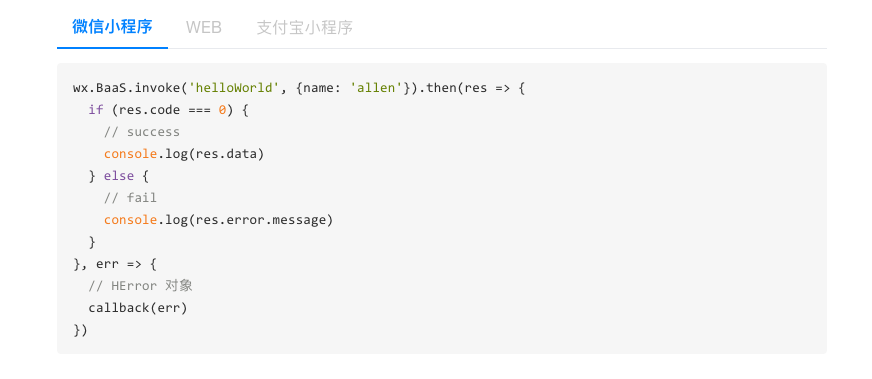 微信小程序 WEB 支付宝小程序
wx.BaaS.invoke('helloWorld', {name: 'allen'}).then(res => {
  if (res.code === 0) {
    // success
    console.log(res.data)
  } else {
    // fail
    console.log(res.error.message)
  }
}, err => {
  // HError 对象
  callback(err)
})